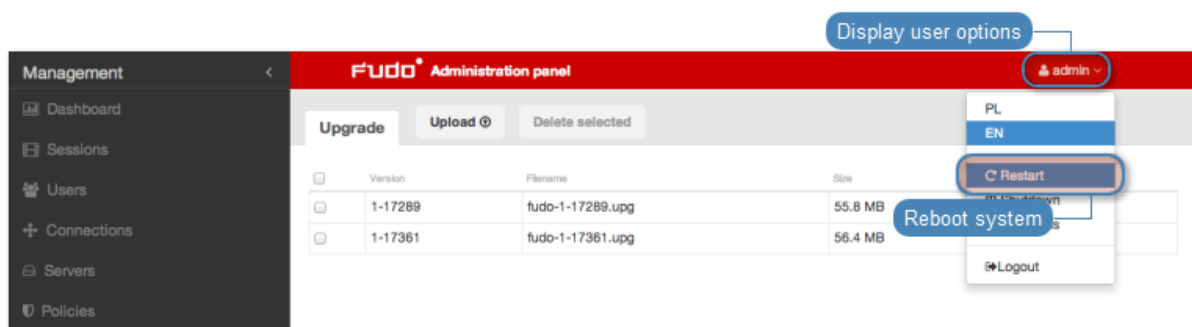 Display user options
Management
FUDO Administration panel
admin
Dashboard
Sessions
Users
Connections
Servers
Policies
Upgrade
Upload
Delete selected
Version Filename Size
1-17289 fudo-1-17289.upg 55.8 MB
1-17361 fudo-1-17361.upg 56.4 MB
PL
EN
Restart
Reboot system
Logout